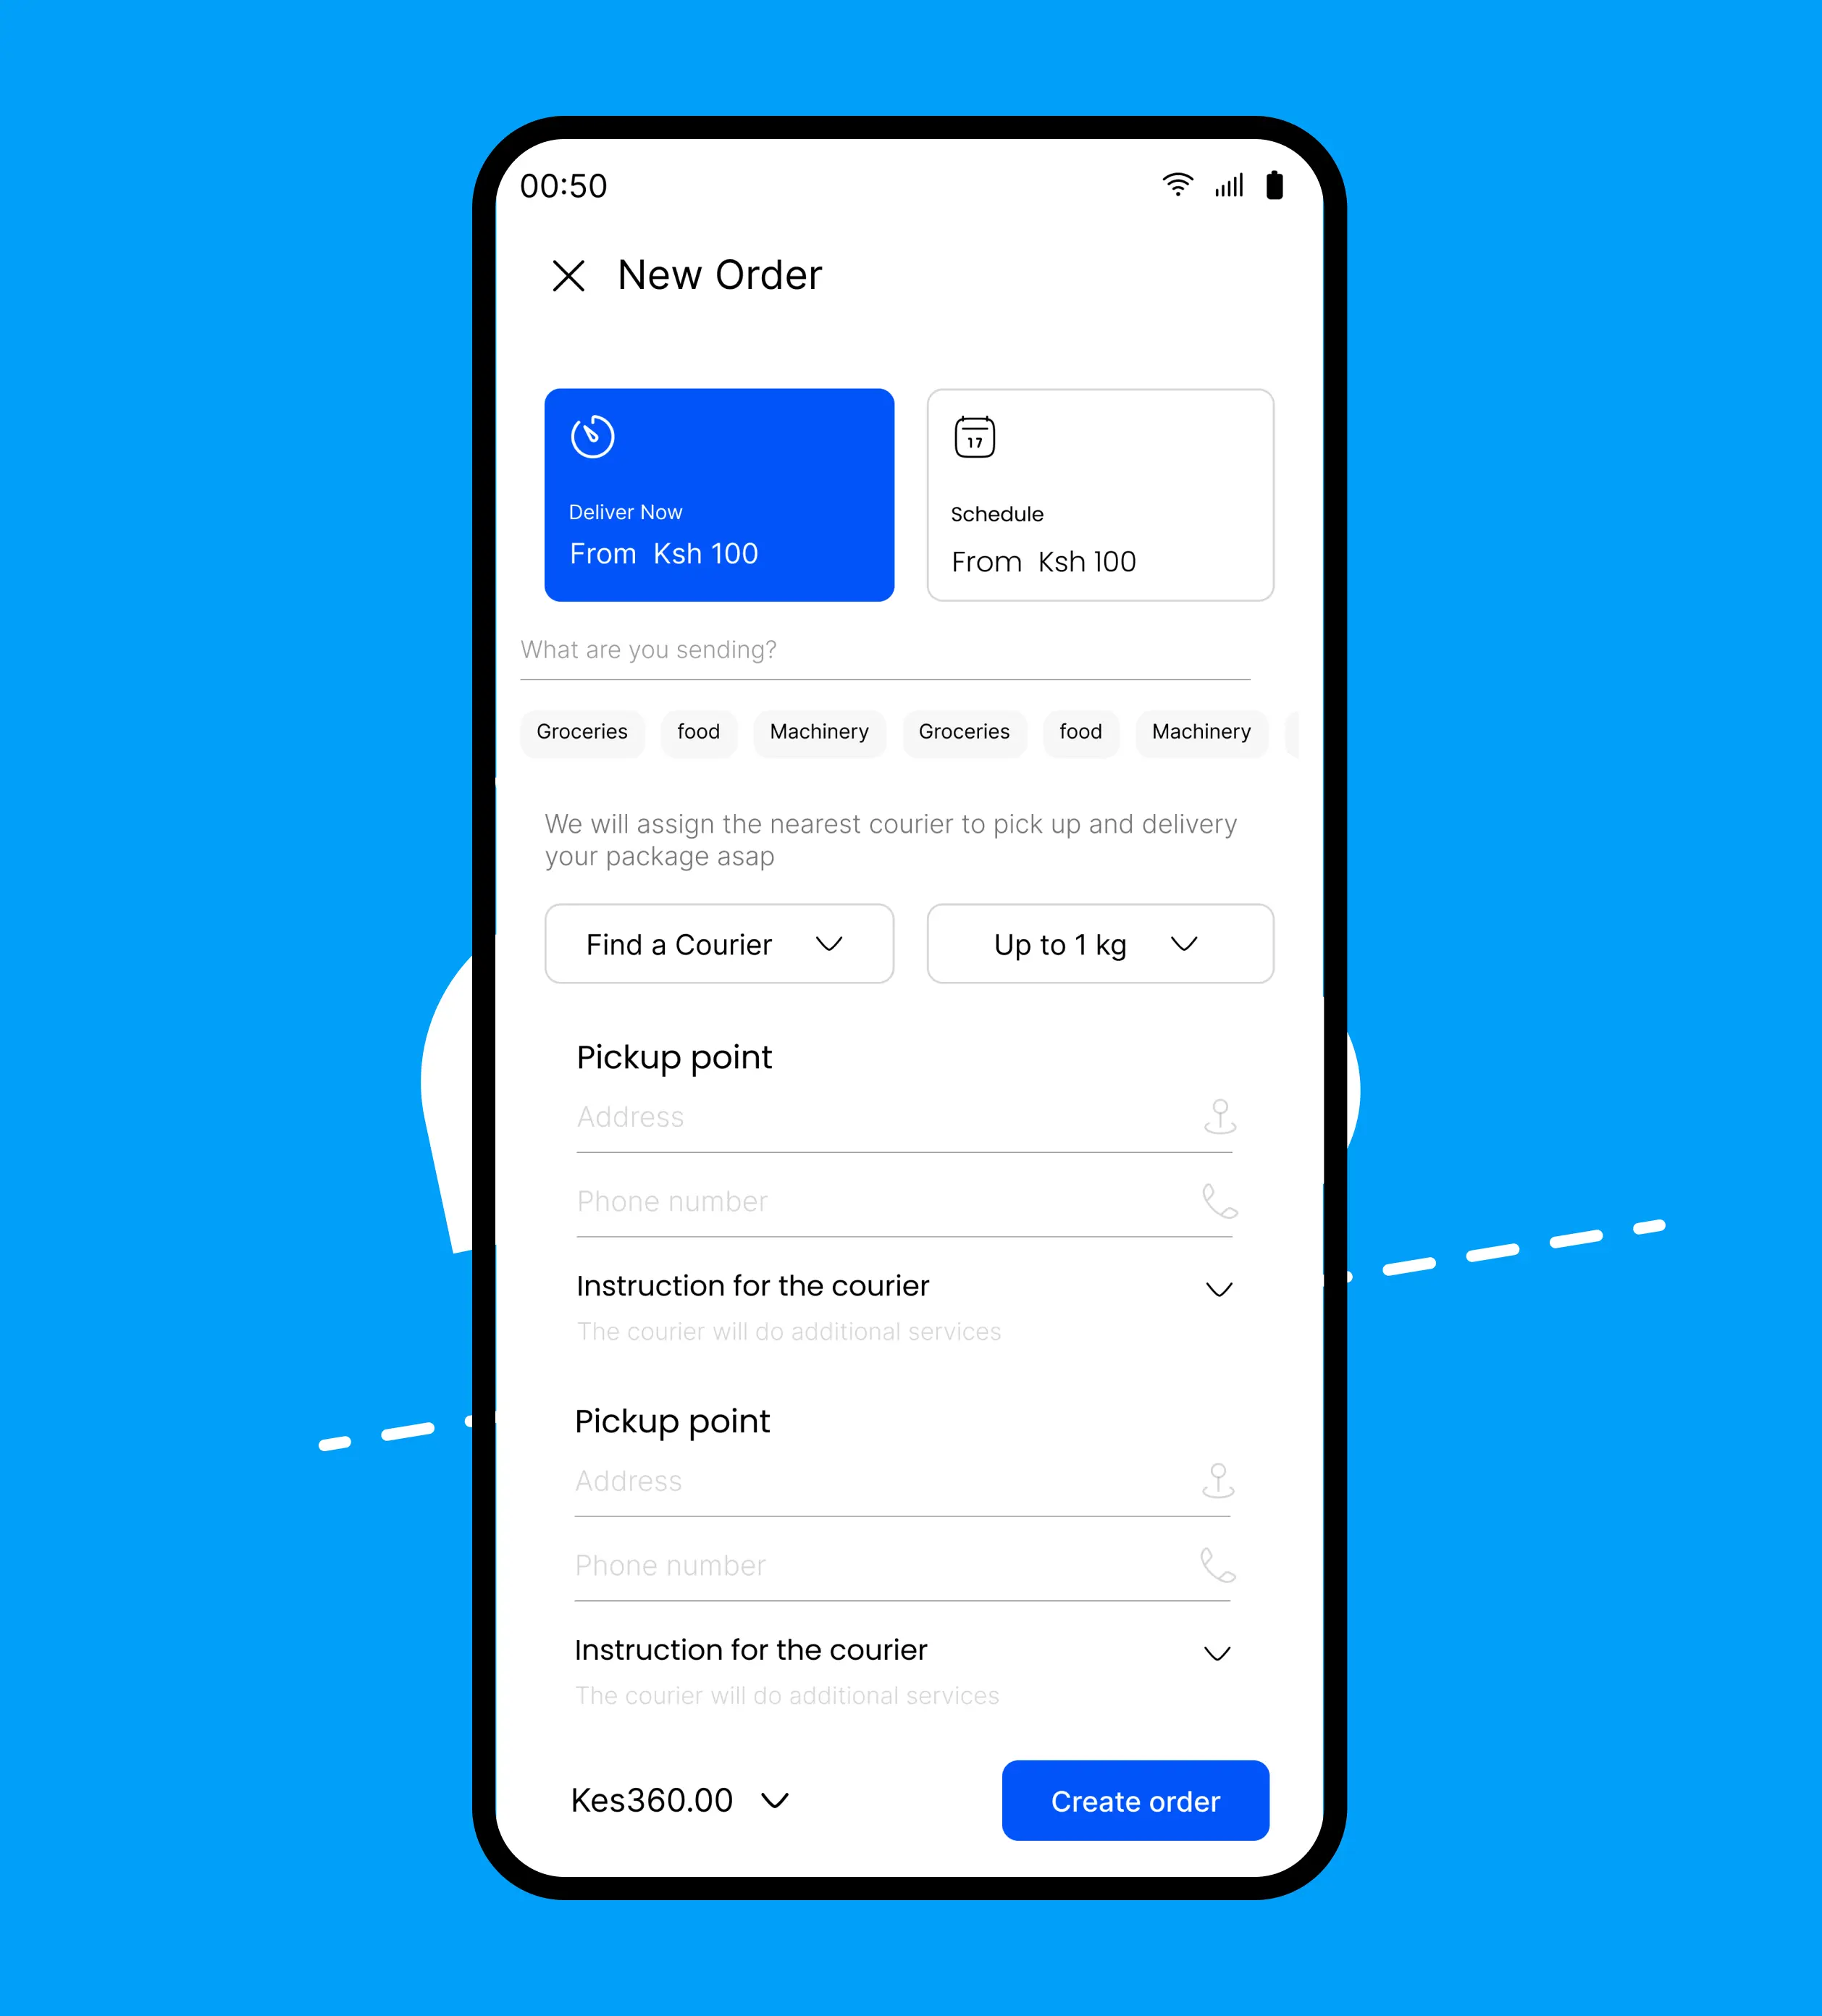 00:50
New Order
17
Deliver Now
From Ksh 100
Schedule
From Ksh 100
What are you sending?
Groceries food Machinery Groceries food Machinery
We will assign the nearest courier to pick up and delivery
your package asap
Find a Courier
Up to 1 kg
Pickup point
Address
Phone number
Instruction for the courier
The courier will do additional services
Pickup point
Address
Phone number
Instruction for the courier
The courier will do additional services
Kes360.00
Create order